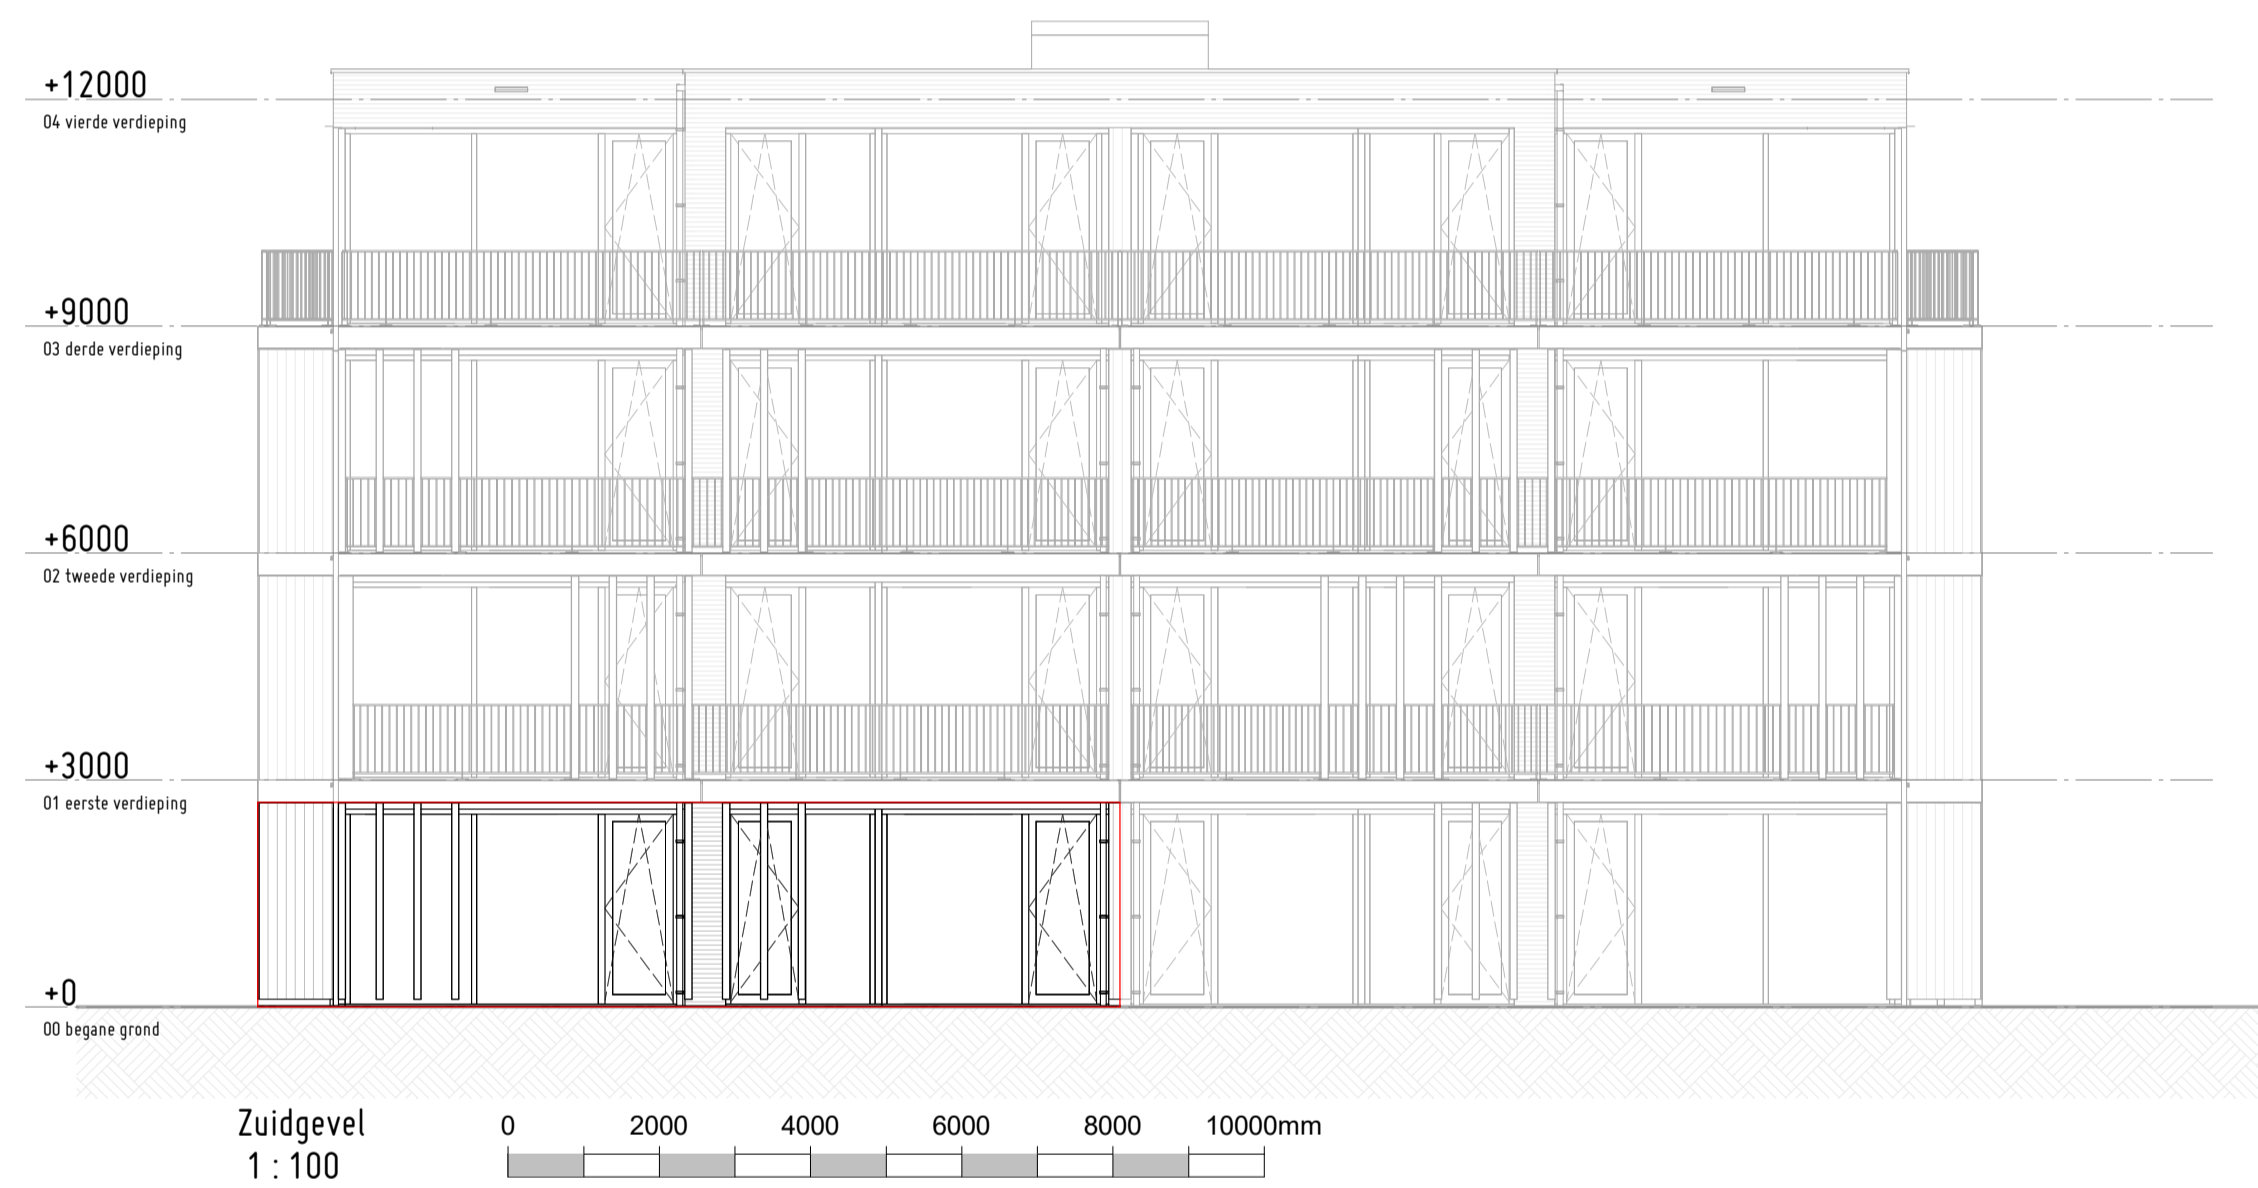 +12000
04 vierde verdieping
+9000
03 derde verdieping
+6000
02 tweede verdieping
+3000
01 eerste verdieping
+0
00 begane grond
Zuidgevel
1 : 100
0 2000 4000 6000 8000 10000mm